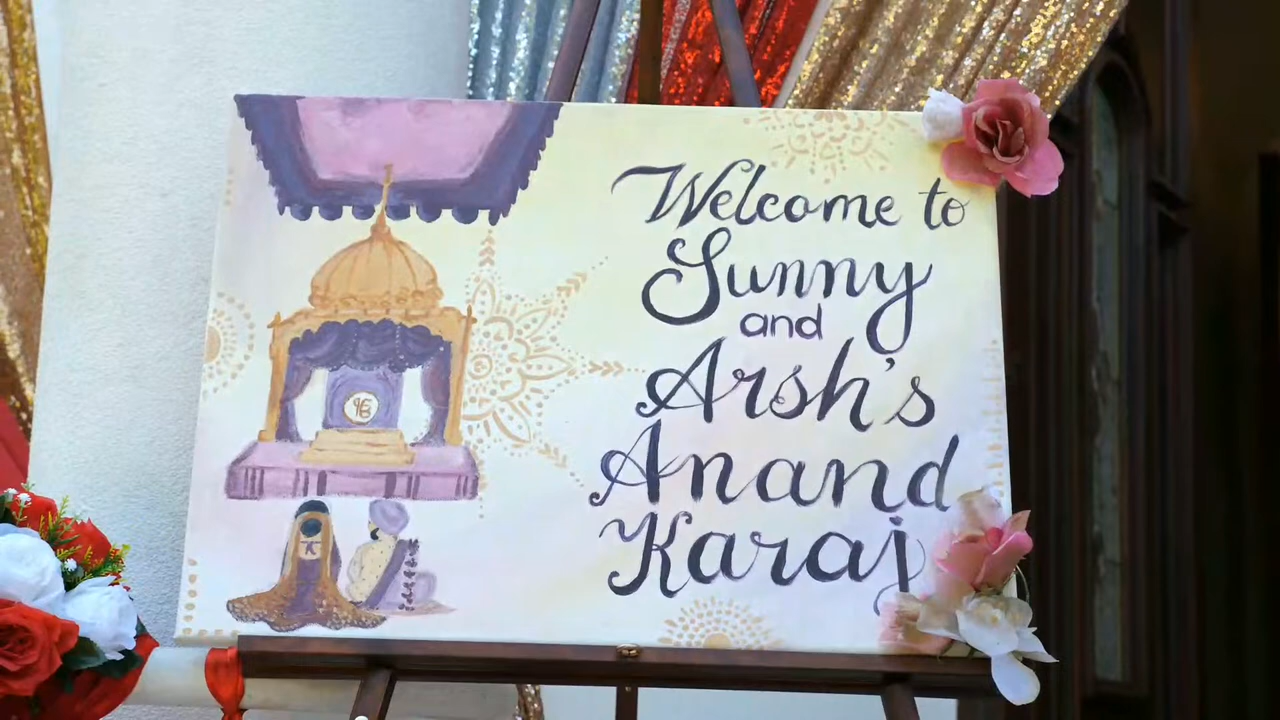 Welcome to
Sunny
and
Arsh's
Anand
Karaj
ੴ